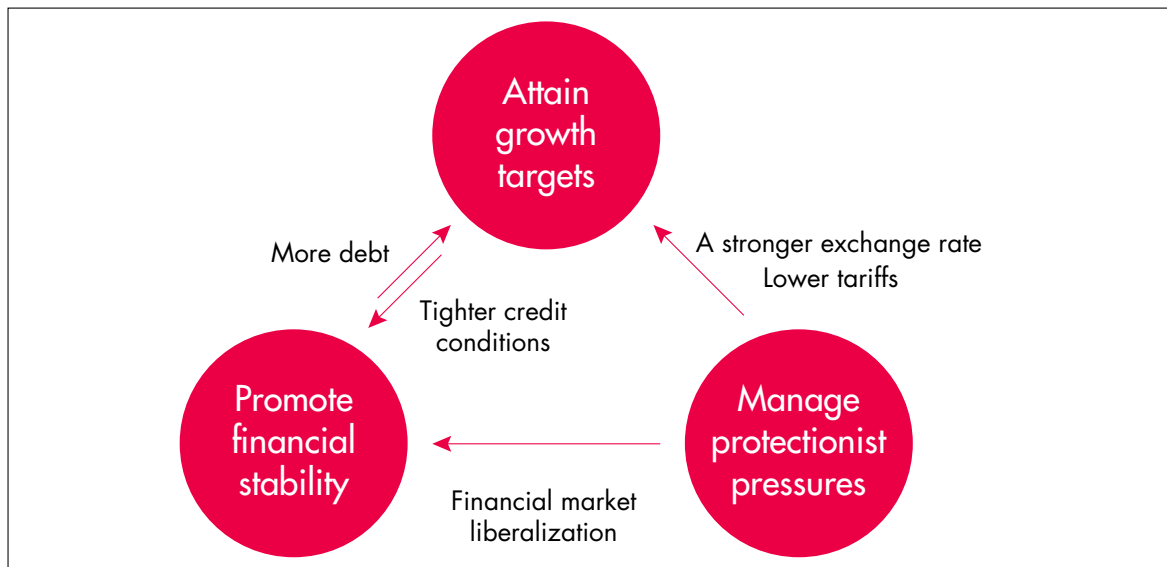 Attain
growth
targets
More debt
A stronger exchange rate
Lower tariffs
Tighter credit
conditions
Promote
financial
stability
Manage
protectionist
pressures
Financial market
liberalization